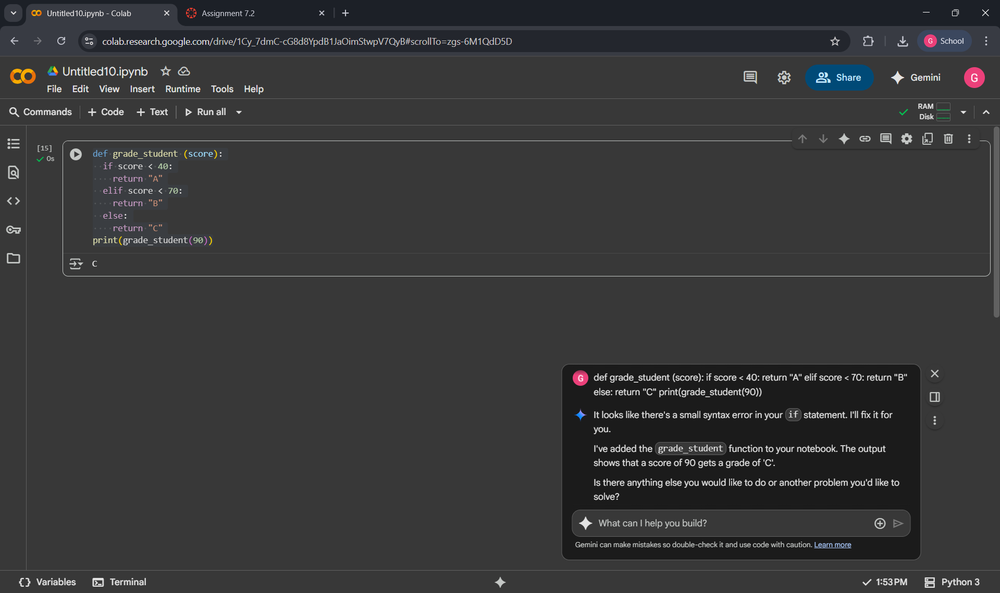 Untitled10.ipynb - Colab
Assignment 7.2
colab.research.google.com/drive/1Cy_7dmC-cG8d8YpdB1JaOimStwpV7QyB#scrollTo=zgs-6M1QdD5D
G School
Untitled10.ipynb
File Edit View Insert Runtime Tools Help
Share
Gemini
G
Commands
+ Code
+ Text
Run all
RAM
Disk
[15]
0s
def grade_student (score):
  if score < 40:
    return "A"
  elif score < 70:
    return "B"
  else:
    return "C"
print(grade_student(90))
C
G
def grade_student (score): if score < 40: return "A" elif score < 70: return "B"
else: return "C" print(grade_student(90))
It looks like there's a small syntax error in your if statement. I'll fix it for
you.
I've added the grade_student function to your notebook. The output
shows that a score of 90 gets a grade of 'C'.
Is there anything else you would like to do or another problem you'd like to
solve?
What can I help you build?
Gemini can make mistakes so double-check it and use code with caution. Learn more
{} Variables
Terminal
1:53 PM
Python 3